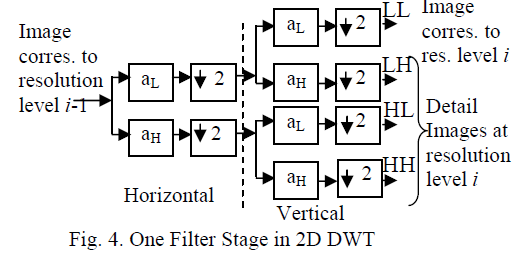 Image
corres. to
resolution
level i-1
aL
↓ 2
aH
↓ 2
Horizontal
aL
↓ 2
LL
aH
↓ 2
LH
aL
↓ 2
HL
aH
↓ 2
HH
Vertical
Image
corres. to
res. level i
Detail
Images at
resolution
level i
Fig. 4. One Filter Stage in 2D DWT